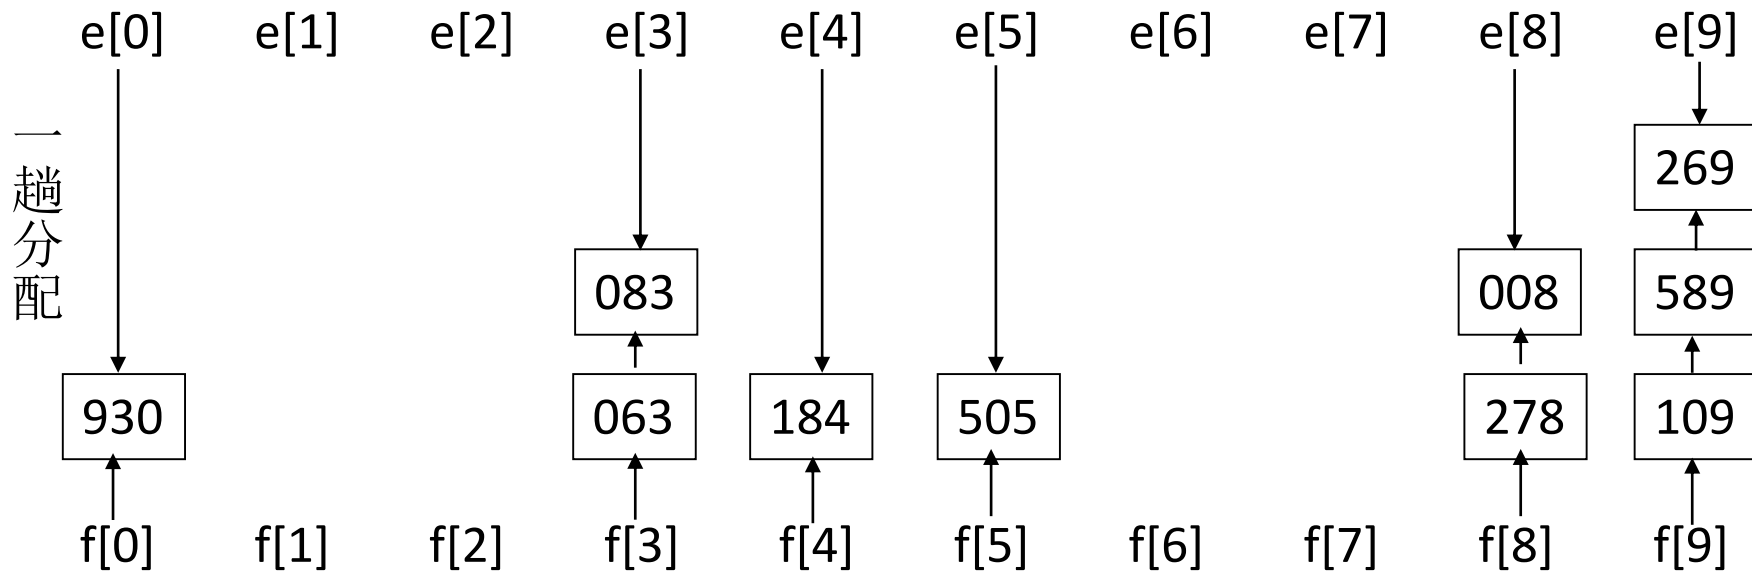 e[0] e[1] e[2] e[3] e[4] e[5] e[6] e[7] e[8] e[9]
一趟分配
269
083 008 589
930 063 184 505 278 109
f[0] f[1] f[2] f[3] f[4] f[5] f[6] f[7] f[8] f[9]